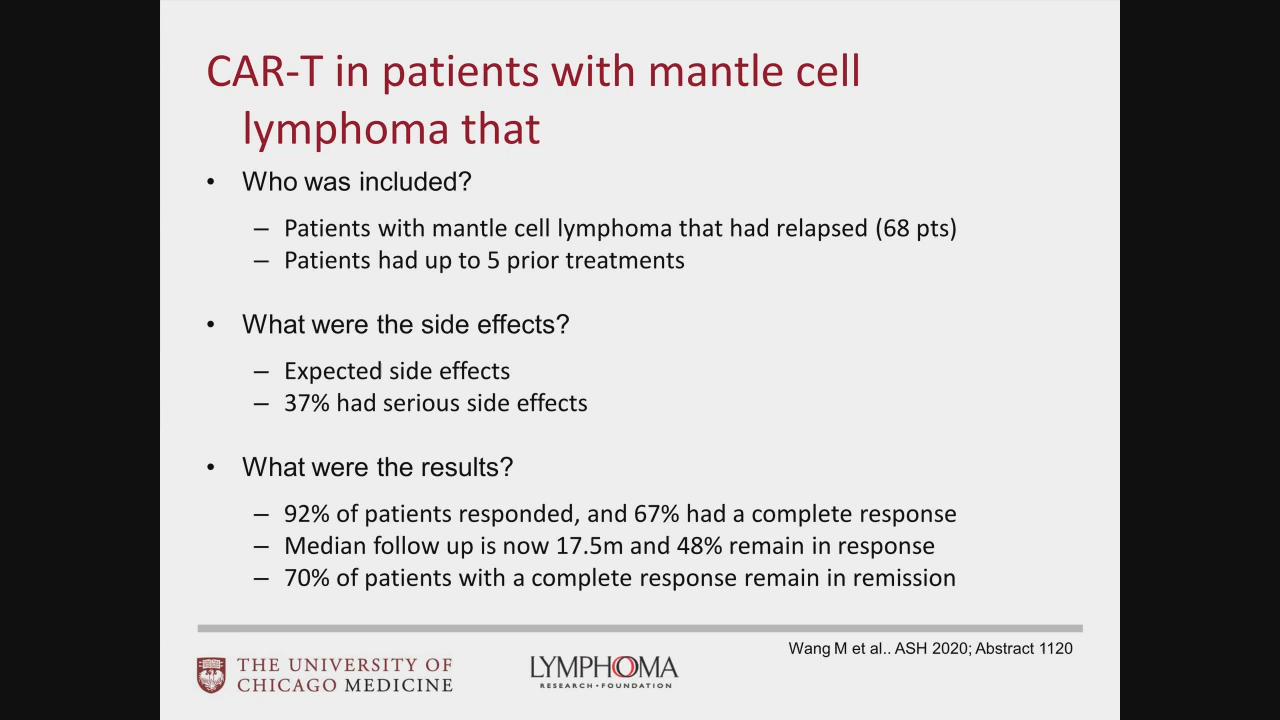 CAR-T in patients with mantle cell
lymphoma that
• Who was included?
– Patients with mantle cell lymphoma that had relapsed (68 pts)
– Patients had up to 5 prior treatments
• What were the side effects?
– Expected side effects
– 37% had serious side effects
• What were the results?
– 92% of patients responded, and 67% had a complete response
– Median follow up is now 17.5m and 48% remain in response
– 70% of patients with a complete response remain in remission
Wang M et al.. ASH 2020; Abstract 1120
THE UNIVERSITY OF
CHICAGO MEDICINE
LYMPHOMA
RESEARCH • FOUNDATION